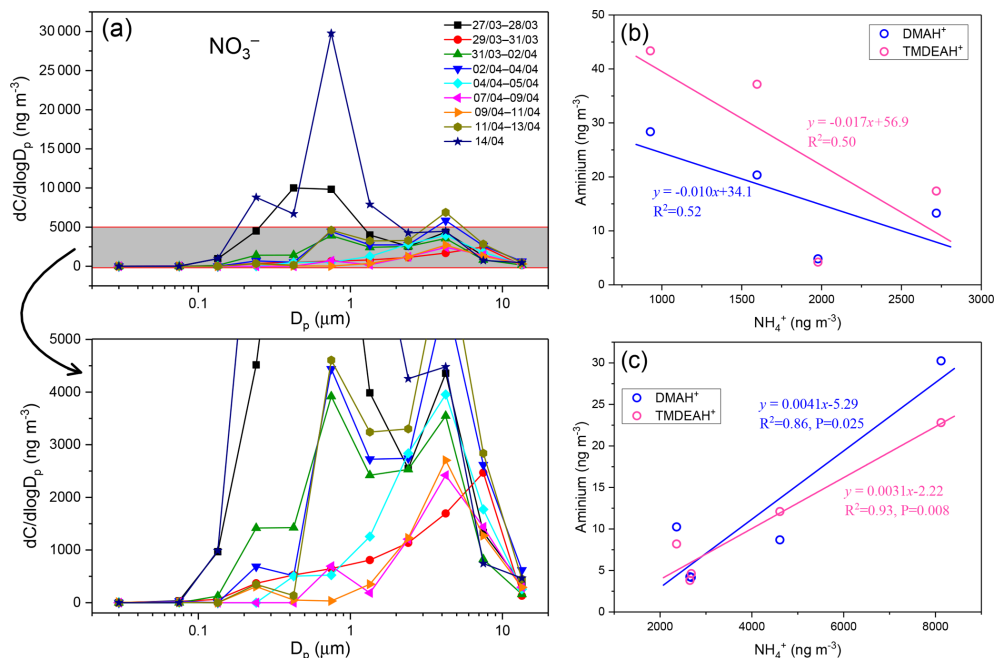 (a)
NO₃⁻
27/03–28/03
29/03–31/03
31/03–02/04
02/04–04/04
04/04–05/04
07/04–09/04
09/04–11/04
11/04–13/04
14/04
dC/dlogDₚ (ng m⁻³)
30 000
25 000
20 000
15 000
10 000
5000
0
0.1
1
10
Dₚ (μm)
dC/dlogDₚ (ng m⁻³)
5000
4000
3000
2000
1000
0
0.1
1
10
Dₚ (μm)
(b)
DMAH⁺
TMDEAH⁺
Aminium (ng m⁻³)
50
40
30
20
10
0
y = -0.017x+56.9
R²=0.50
y = -0.010x+34.1
R²=0.52
1000
1500
2000
2500
3000
NH₄⁺ (ng m⁻³)
(c)
DMAH⁺
TMDEAH⁺
Aminium (ng m⁻³)
30
25
20
15
10
5
0
y = 0.0041x-5.29
R²=0.86, P=0.025
y = 0.0031x-2.22
R²=0.93, P=0.008
2000
4000
6000
8000
NH₄⁺ (ng m⁻³)